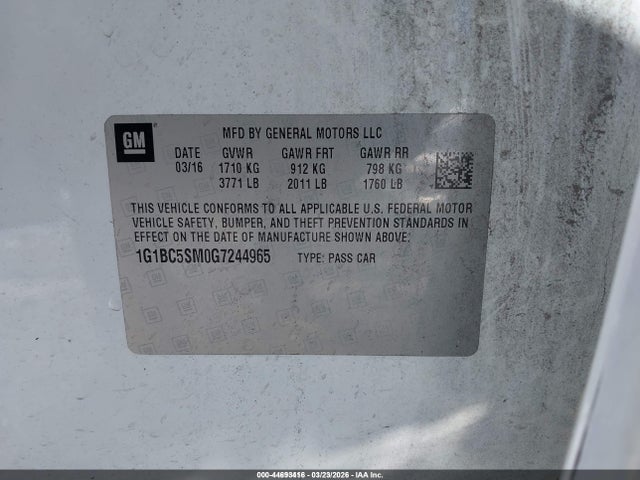 GM
MFD BY GENERAL MOTORS LLC
DATE GVWR GAWR FRT GAWR RR
03/16 1710 KG 912 KG 798 KG
3771 LB 2011 LB 1760 LB
THIS VEHICLE CONFORMS TO ALL APPLICABLE U.S. FEDERAL MOTOR
VEHICLE SAFETY, BUMPER, AND THEFT PREVENTION STANDARDS IN
EFFECT ON THE DATE OF MANUFACTURE SHOWN ABOVE:
1G1BC5SM0G7244965 TYPE: PASS CAR
000-44693416 - 03/23/2026 - IAA Inc.